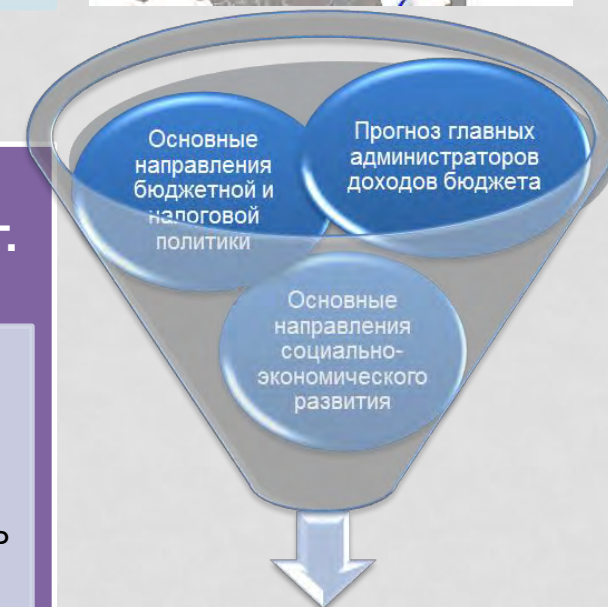 Основные
направления
бюджетной и
налоговой
политики
Прогноз главных
администраторов
доходов бюджета
Основные
направления
социально-
экономического
развития
г.
ь